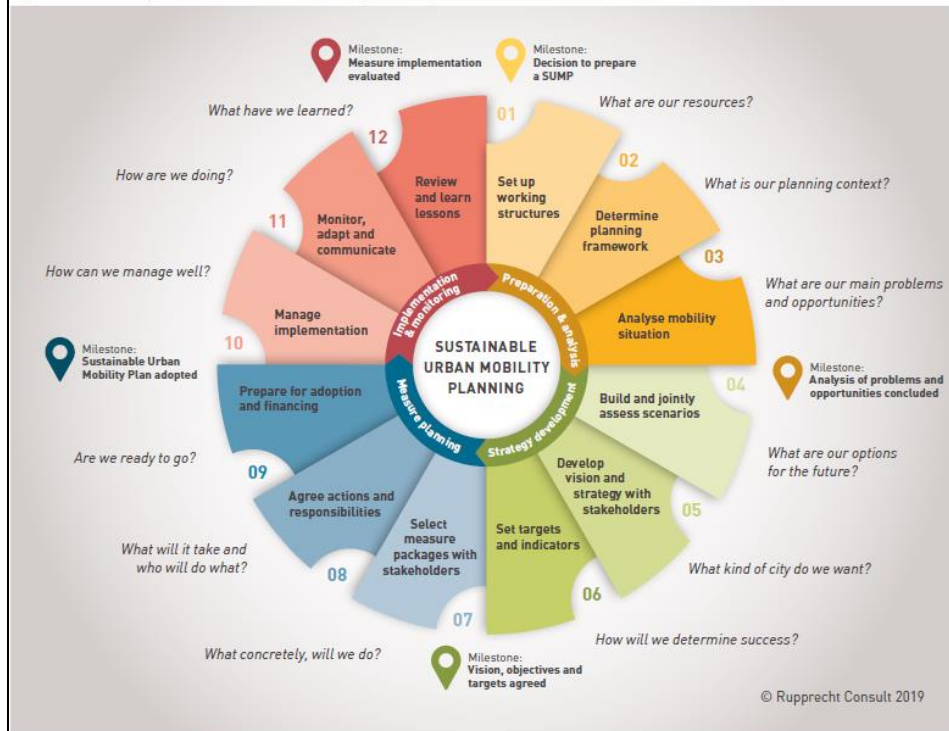 Milestone:
Measure implementation
evaluated
Milestone:
Decision to prepare
a SUMP
What are our resources?
01
Set up
working
structures
What is our planning context?
02
Determine
planning
framework
What are our main problems
and opportunities?
03
Analyse mobility
situation
Milestone:
Analysis of problems and
opportunities concluded
04
Build and jointly
assess scenarios
What are our options
for the future?
05
Develop
vision and
strategy with
stakeholders
What kind of city do we want?
06
Set targets
and indicators
How will we determine success?
Milestone:
Vision, objectives and
targets agreed
07
Select
measure
packages with
stakeholders
What concretely, will we do?
08
Agree actions and
responsibilities
What will it take and
who will do what?
09
Prepare for adoption
and financing
Are we ready to go?
Milestone:
Sustainable Urban
Mobility Plan adopted
10
Manage
implementation
How can we manage well?
11
Monitor,
adapt and
communicate
How are we doing?
12
Review
and learn
lessons
What have we learned?
Preparation & analysis
Strategy development
Measure planning
Implementation
& monitoring
SUSTAINABLE
URBAN MOBILITY
PLANNING
© Rupprecht Consult 2019